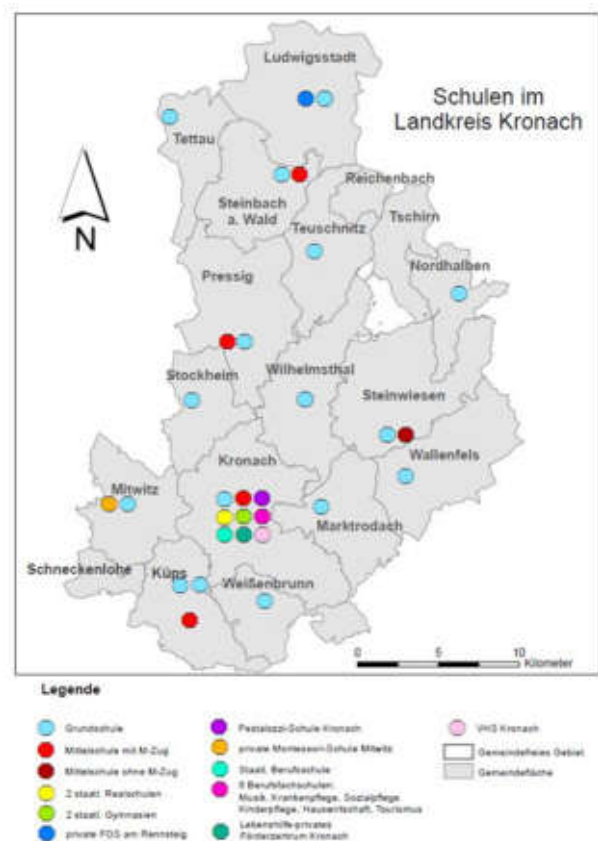 Ludwigsstadt
Schulen im
Landkreis Kronach
Tettau
Reichenbach
Steinbach
a. Wald
Tschirn
Teuschnitz
N
Nordhalben
Pressig
Stockheim
Wilhelmsthal
Steinwiesen
Kronach
Wallenfels
Mitwitz
Marktrodach
Schneckenlohe
Küps
Weißenbrunn
0 5 10
Kilometer
Legende
Grundschule
Mittelschule mit M-Zug
Mittelschule ohne M-Zug
2 staatl. Realschulen
2 staatl. Gymnasien
private FOS am Rennsteig
Pestalozzi-Schule Kronach
private Montessori-Schule Mitwitz
Staatl. Berufsschule
6 Berufsfachschulen:
Musik, Krankenpflege, Sozialpflege
Kinderpflege, Hauswirtschaft, Tourismus
Lebenshilfe-privates
Förderzentrum Kronach
VHS Kronach
Gemeindefreies Gebiet
Gemeindefläche